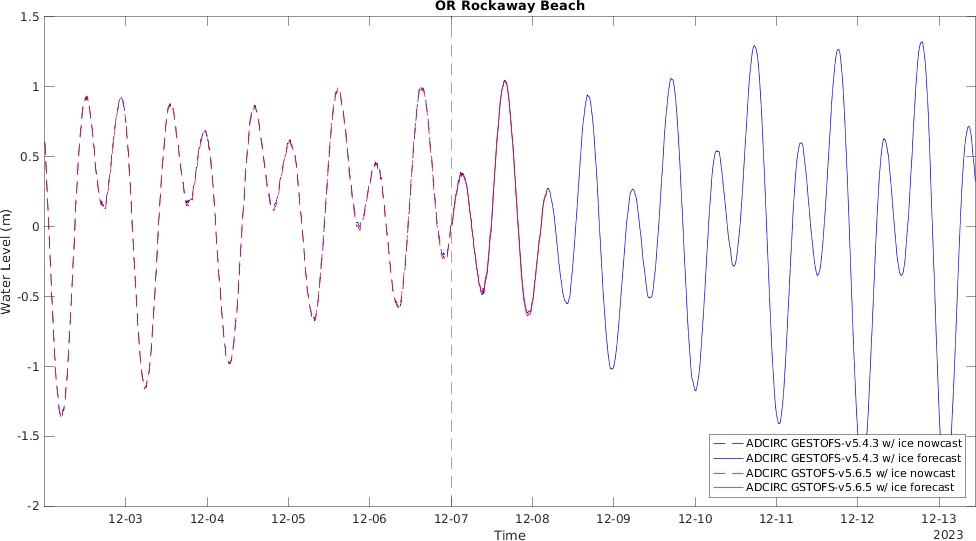 OR Rockaway Beach
1.5
1
0.5
0
-0.5
-1
-1.5
-2
Water Level (m)
12-03 12-04 12-05 12-06 12-07 12-08 12-09 12-10 12-11 12-12 12-13
Time
2023
ADCIRC GESTOFS-v5.4.3 w/ ice nowcast
ADCIRC GESTOFS-v5.4.3 w/ ice forecast
ADCIRC GSTOFS-v5.6.5 w/ ice nowcast
ADCIRC GSTOFS-v5.6.5 w/ ice forecast